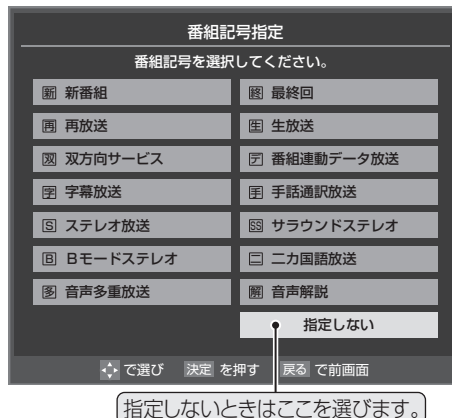 番組記号指定
番組記号を選択してください。
新 新番組
終 最終回
再 再放送
生 生放送
双 双方向サービス
デ 番組連動データ放送
字 字幕放送
手 手話通訳放送
S ステレオ放送
SS サラウンドステレオ
B Bモードステレオ
二 二カ国語放送
多 音声多重放送
解 音声解説
指定しない
で選び 決定 を押す 戻る で前画面
指定しないときはここを選びます。